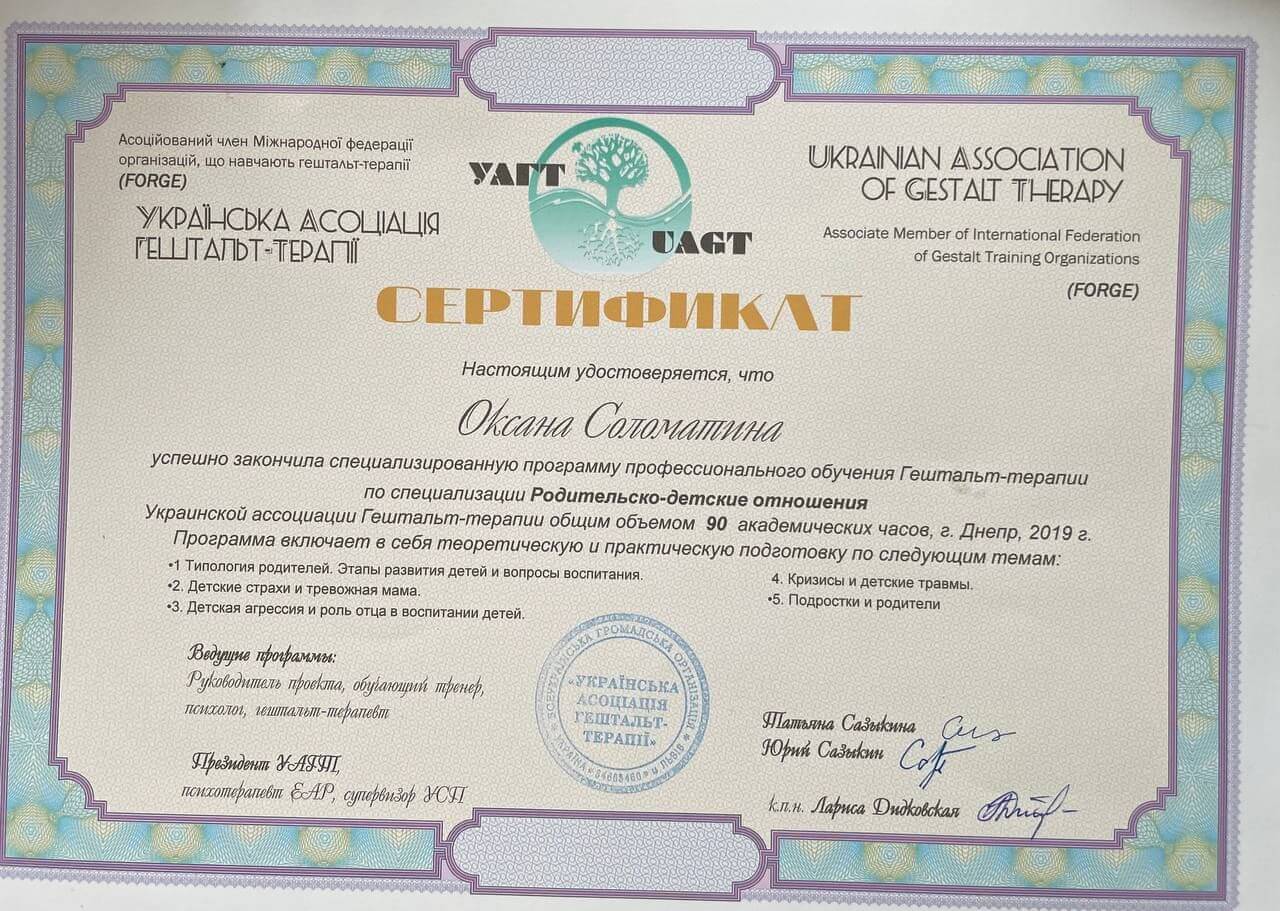 Асоційований член Міжнародної федерації
організацій, що навчають гештальт-терапії
(FORGE)
УКРАЇНСЬКА АСОЦІАЦІЯ
ГЕШТАЛЬТ-ТЕРАПІЇ
УАГТ
UAGT
UKRAINIAN ASSOCIATION
OF GESTALT THERAPY
Associate Member of International Federation
of Gestalt Training Organizations
(FORGE)
СЕРТИФИКАТ
Настоящим удостоверяется, что
Оксана Соломатина
успешно закончила специализированную программу профессионального обучения Гештальт-терапии
по специализации Родительско-детские отношения
Украинской ассоциации Гештальт-терапии общим объемом 90 академических часов, г. Днепр, 2019 г.
Программа включает в себя теоретическую и практическую подготовку по следующим темам:
•1 Типология родителей. Этапы развития детей и вопросы воспитания.
•2. Детские страхи и тревожная мама.
•3. Детская агрессия и роль отца в воспитании детей.
4. Кризисы и детские травмы.
•5. Подростки и родители
Ведущие программы:
Руководитель проекта, обучающий тренер,
психолог, гештальт-терапевт
Татьяна Сазыкина
Юрий Сазыкин
Президент УАГТ,
психотерапевт ЕАР, супервизор УСП
к.п.н. Лариса Дидковская
ВСЕУКРАЇНСЬКА ГРОМАДСЬКА ОРГАНІЗАЦІЯ
«УКРАЇНСЬКА
АСОЦІАЦІЯ
ГЕШТАЛЬТ-
ТЕРАПІЇ»
УКРАЇНА * 34603460 * м. ЛЬВІВ